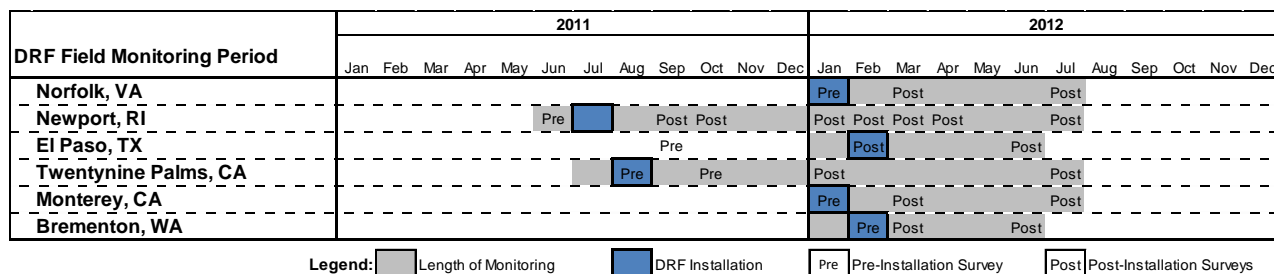 2011 2012
DRF Field Monitoring Period
Jan Feb Mar Apr May Jun Jul Aug Sep Oct Nov Dec Jan Feb Mar Apr May Jun Jul Aug Sep Oct Nov Dec
Norfolk, VA Pre Post Post
Newport, RI Pre Post Post Post Post Post Post Post
El Paso, TX Pre Post Post
Twentynine Palms, CA Pre Pre Post Post
Monterey, CA Pre Post Post
Brementon, WA Pre Post Post
Legend: Length of Monitoring DRF Installation Pre Pre-Installation Survey Post Post-Installation Surveys